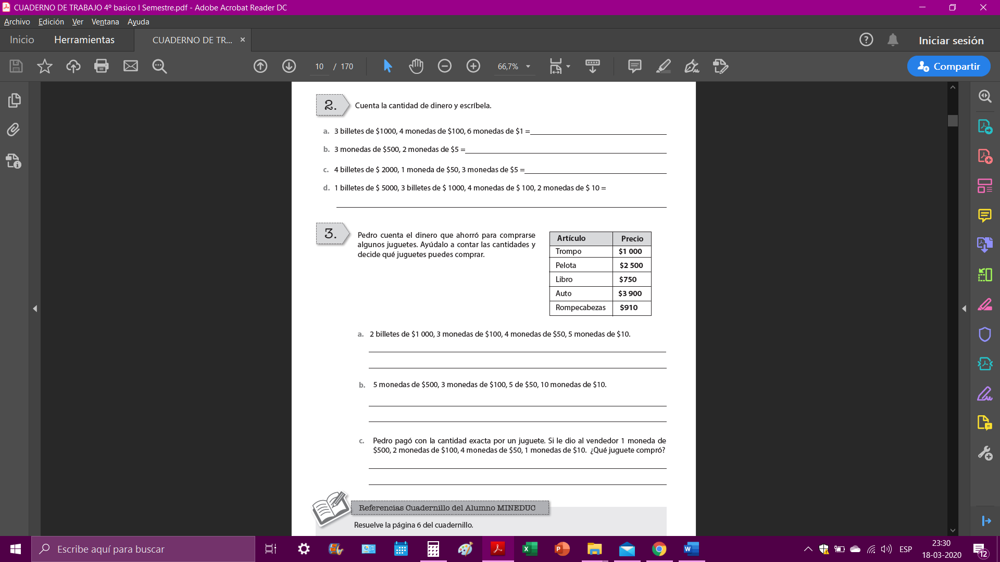 CUADERNO DE TRABAJO 4º basico I Semestre.pdf - Adobe Acrobat Reader DC
Archivo Edición Ver Ventana Ayuda
Inicio Herramientas CUADERNO DE TR... × Iniciar sesión
10 / 170 66,7% Compartir
2. Cuenta la cantidad de dinero y escríbela.
a. 3 billetes de $1000, 4 monedas de $100, 6 monedas de $1 =
b. 3 monedas de $500, 2 monedas de $5 =
c. 4 billetes de $ 2000, 1 moneda de $50, 3 monedas de $5 =
d. 1 billetes de $ 5000, 3 billetes de $ 1000, 4 monedas de $ 100, 2 monedas de $ 10 =
3. Pedro cuenta el dinero que ahorró para comprarse
algunos juguetes. Ayúdalo a contar las cantidades y
decide qué juguetes puedes comprar.
Artículo Precio
Trompo $1 000
Pelota $2 500
Libro $750
Auto $3 900
Rompecabezas $910
a. 2 billetes de $1 000, 3 monedas de $100, 4 monedas de $50, 5 monedas de $10.
b. 5 monedas de $500, 3 monedas de $100, 5 de $50, 10 monedas de $10.
c. Pedro pagó con la cantidad exacta por un juguete. Si le dio al vendedor 1 moneda de
$500, 2 monedas de $100, 4 monedas de $50, 1 monedas de $10. ¿Qué juguete compró?
Referencias Cuadernillo del Alumno MINEDUC
Resuelve la página 6 del cuadernillo.
Escribe aquí para buscar
ESP
23:30
18-03-2020
12